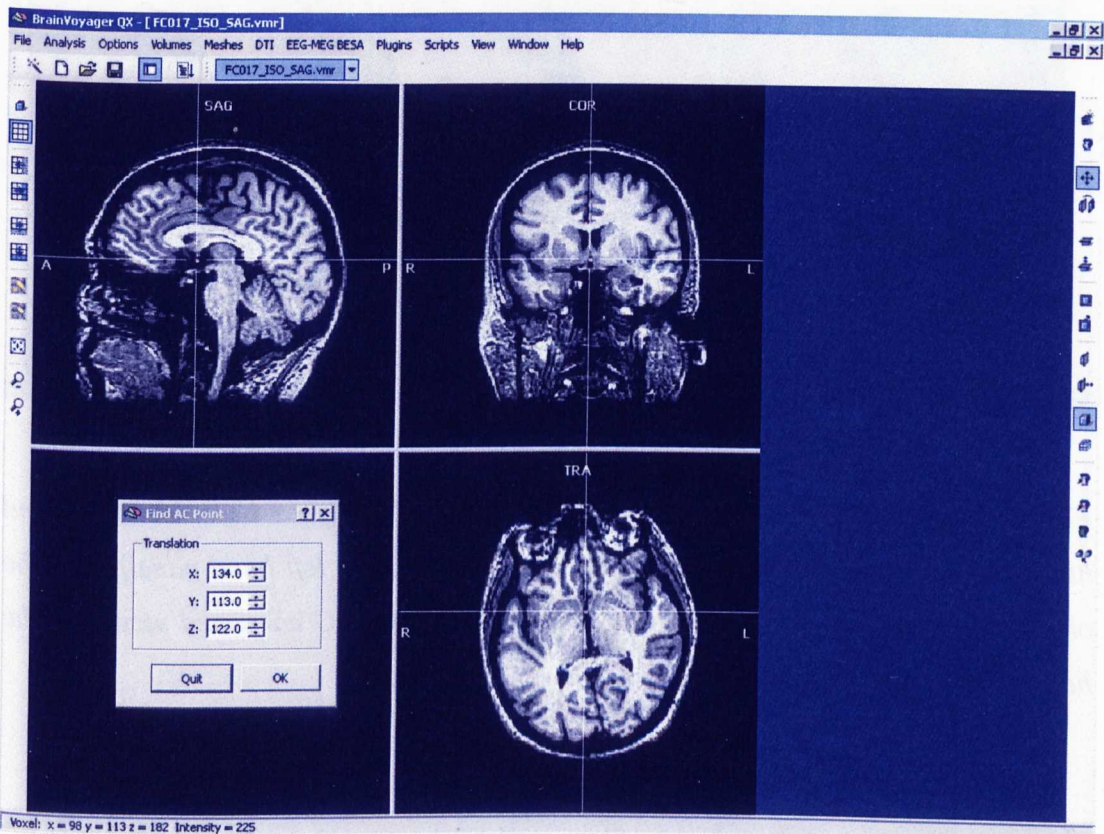 BrainVoyager QX - [ FC017_ISO_SAG.vmr]
File Analysis Options Volumes Meshes DTI EEG-MEG BESA Plugins Scripts View Window Help
FC017_ISO_SAG.vmr
SAG
COR
A
P
R
L
TRA
R
L
Find AC Point
Translation
X: 134.0
Y: 113.0
Z: 122.0
Quit
OK
Voxel: x = 98 y = 113 z = 182 Intensity = 225